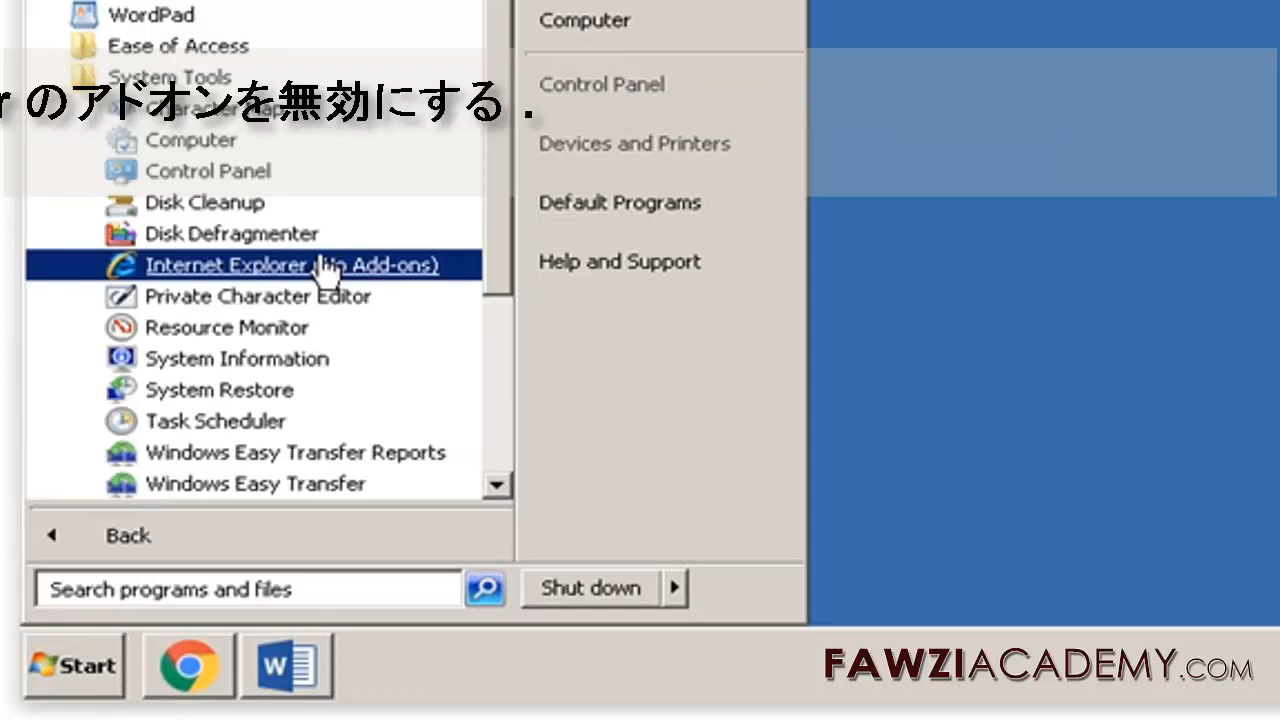 WordPad
Ease of Access
System Tools
r のアドオンを無効にする .
Computer
Control Panel
Disk Cleanup
Disk Defragmenter
Internet Explorer Add-ons)
Private Character Editor
Resource Monitor
System Information
System Restore
Task Scheduler
Windows Easy Transfer Reports
Windows Easy Transfer
Back
Search programs and files
Computer
Control Panel
Devices and Printers
Default Programs
Help and Support
Shut down
Start
W
FAWZIACADEMY.COM